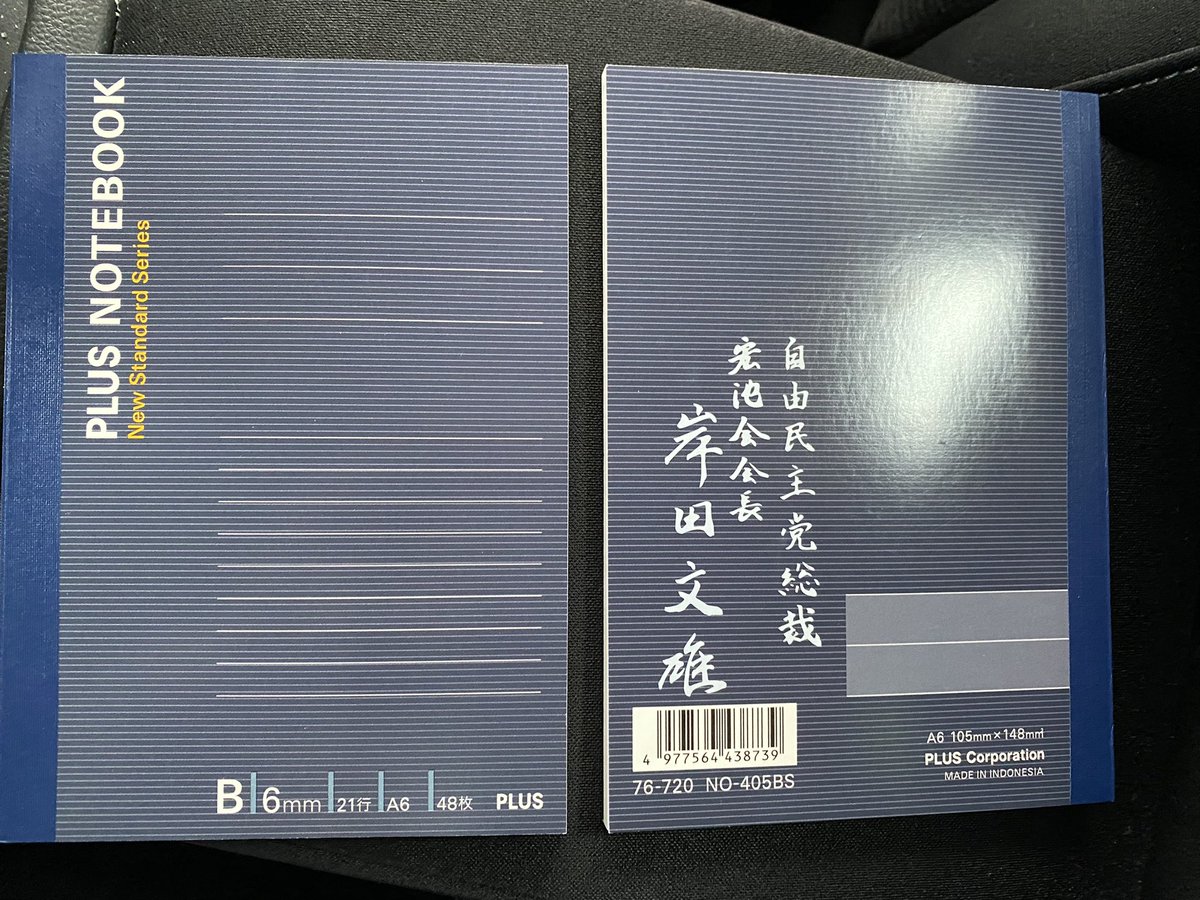 PLUS NOTEBOOK
New Standard Series
B 6mm 21行 A6 48枚 PLUS
自由民主党総裁
宏池会会長
岸田文雄
4 977564 438739
76-720 NO-405BS
A6 105mm×148mm
PLUS Corporation
MADE IN INDONESIA